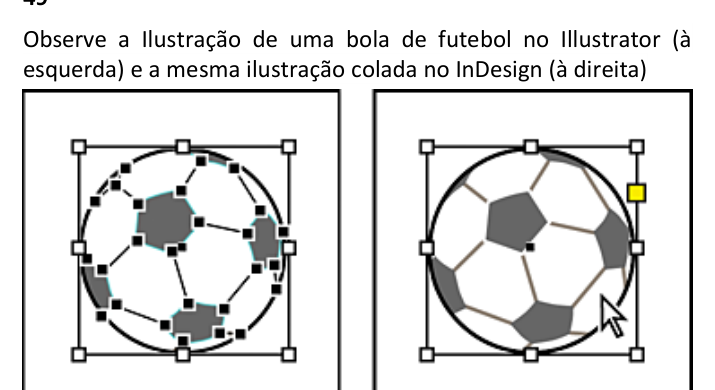 Observe a Ilustração de uma bola de futebol no Illustrator (à
esquerda) e a mesma ilustração colada no InDesign (à direita)